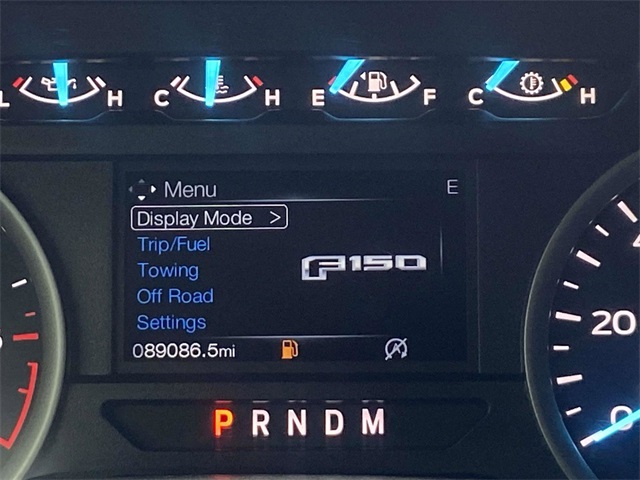 L H C H E F C H
Menu E
Display Mode >
Trip/Fuel
Towing
F150
Off Road
Settings
089086.5mi
20
0
P R N D M